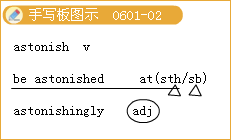 手写板图示 0601-02
astonish v
be astonished at(sth/sb)
astonishingly adj